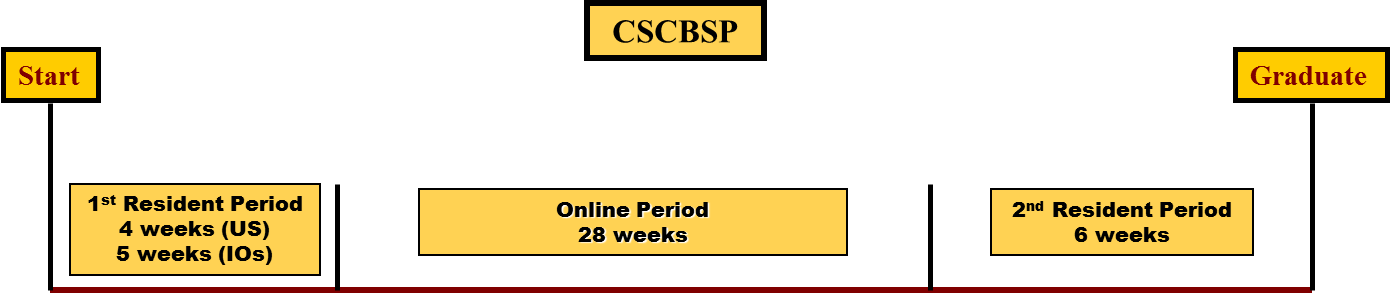 CSCBSP
Start
Graduate
1st Resident Period
4 weeks (US)
5 weeks (IOs)
Online Period
28 weeks
2nd Resident Period
6 weeks